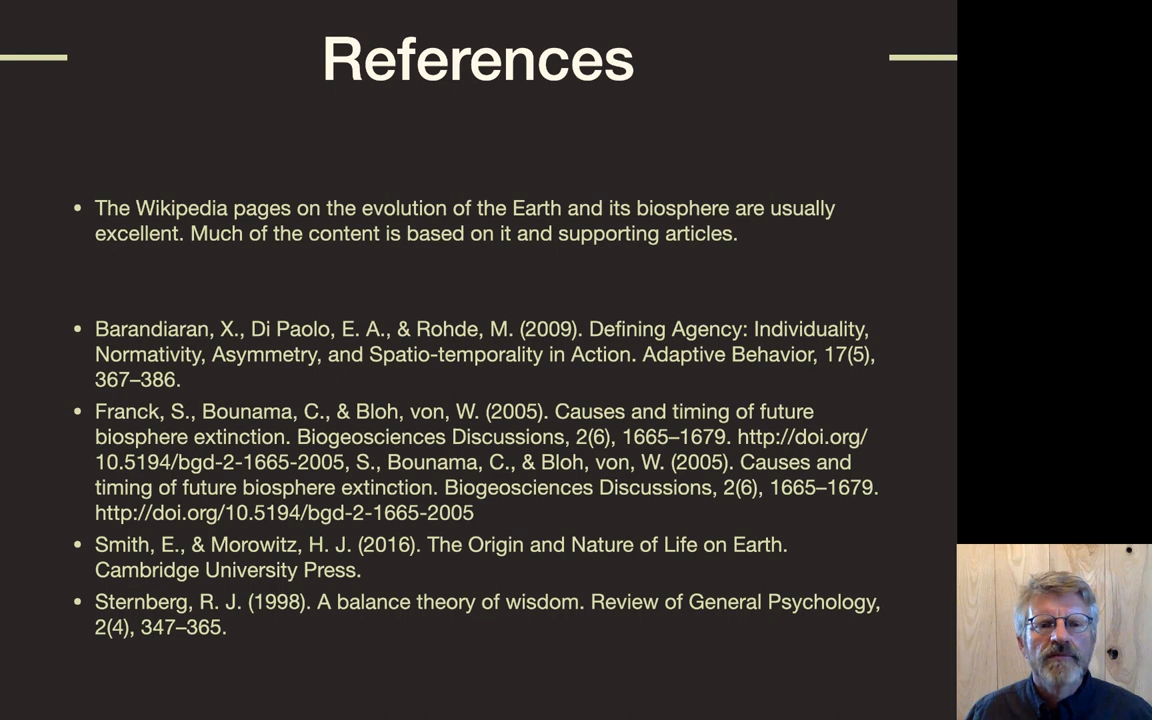 References
• The Wikipedia pages on the evolution of the Earth and its biosphere are usually
excellent. Much of the content is based on it and supporting articles.
• Barandiaran, X., Di Paolo, E. A., & Rohde, M. (2009). Defining Agency: Individuality,
Normativity, Asymmetry, and Spatio-temporality in Action. Adaptive Behavior, 17(5),
367–386.
• Franck, S., Bounama, C., & Bloh, von, W. (2005). Causes and timing of future
biosphere extinction. Biogeosciences Discussions, 2(6), 1665–1679. http://doi.org/
10.5194/bgd-2-1665-2005, S., Bounama, C., & Bloh, von, W. (2005). Causes and
timing of future biosphere extinction. Biogeosciences Discussions, 2(6), 1665–1679.
http://doi.org/10.5194/bgd-2-1665-2005
• Smith, E., & Morowitz, H. J. (2016). The Origin and Nature of Life on Earth.
Cambridge University Press.
• Sternberg, R. J. (1998). A balance theory of wisdom. Review of General Psychology,
2(4), 347–365.